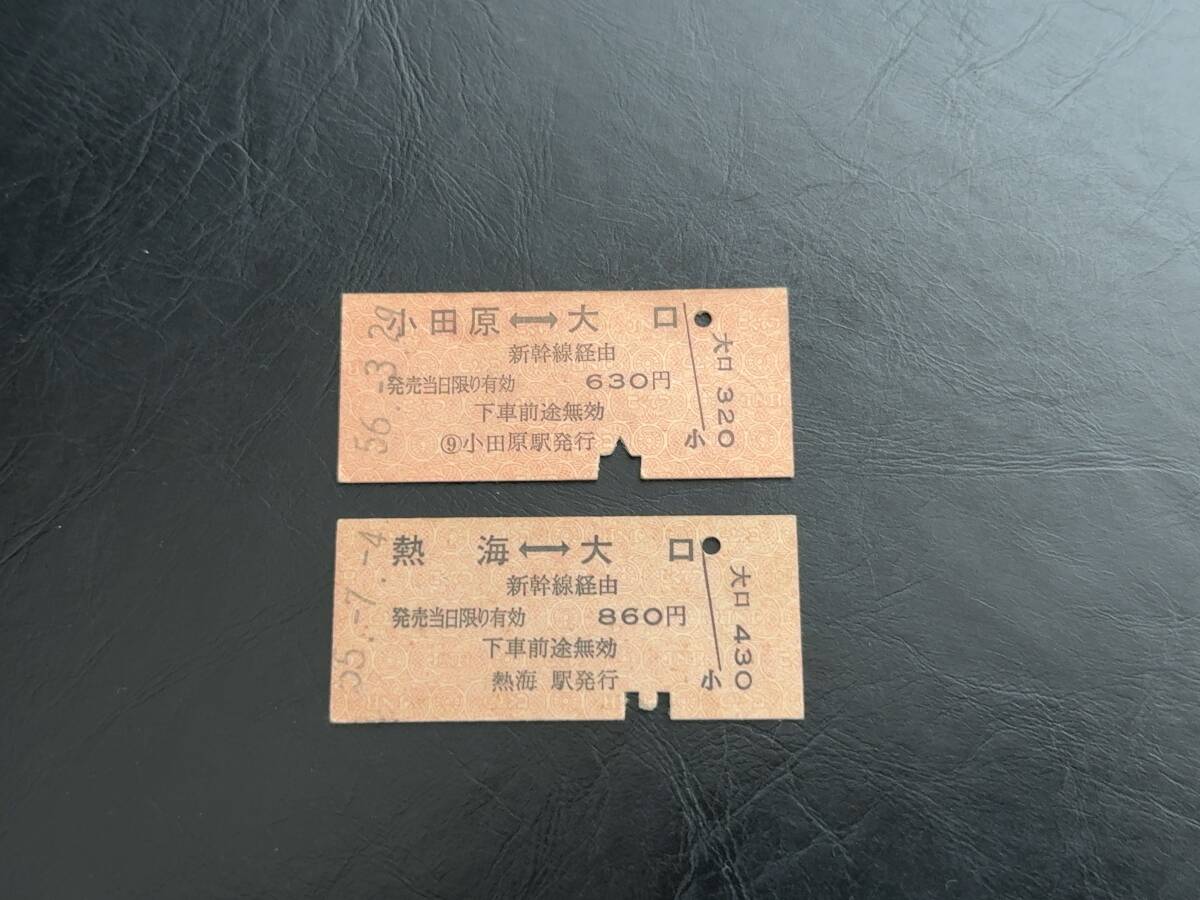 56.-3.29
小田原↔大口
新幹線経由
発売当日限り有効 630円
下車前途無効
⑨小田原駅発行
大口 320
小
55.-7.-4
熱海↔大口
新幹線経由
発売当日限り有効 860円
下車前途無効
熱海 駅発行
大口 430
小